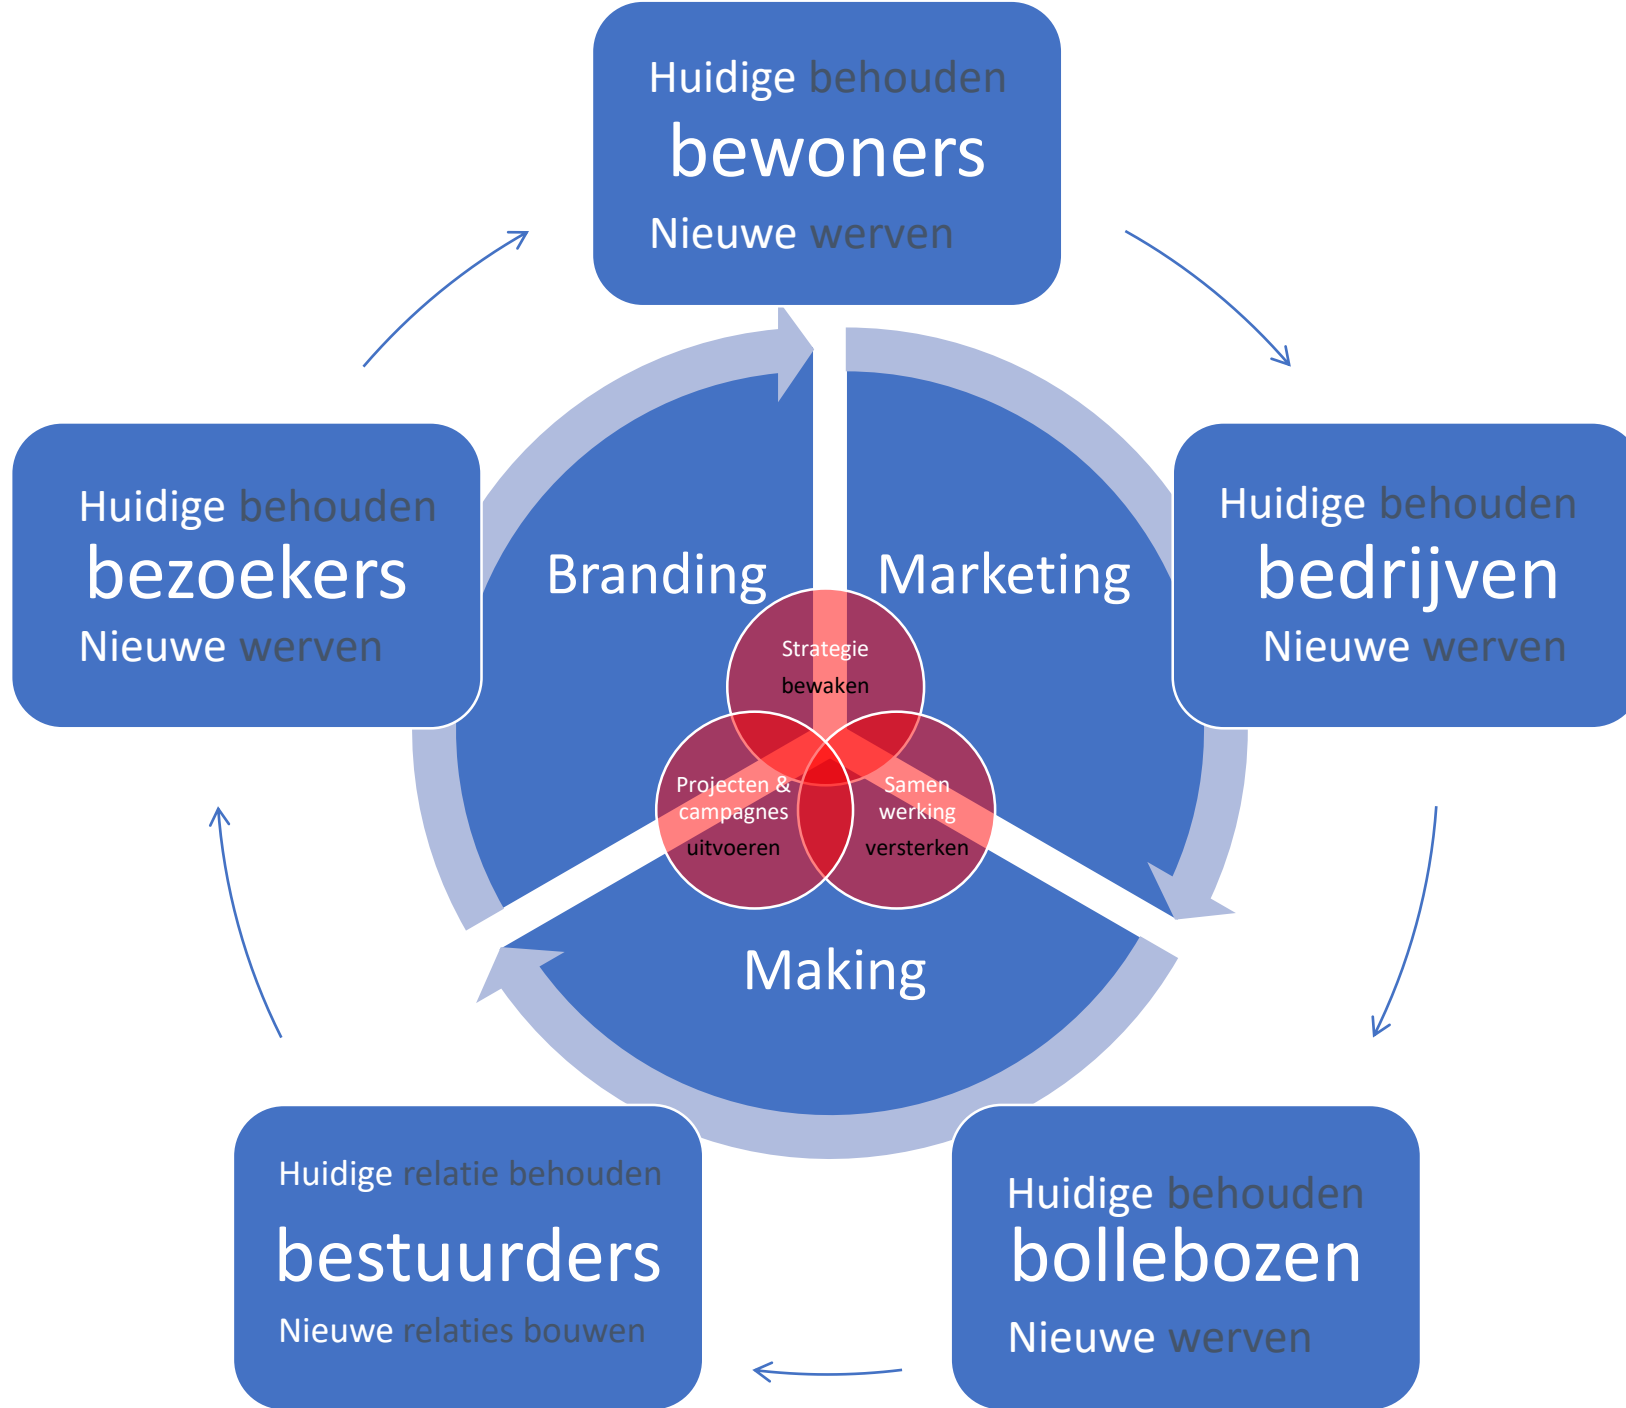 Huidige behouden
bewoners
Nieuwe werven
Huidige behouden
bezoekers
Nieuwe werven
Huidige behouden
bedrijven
Nieuwe werven
Branding
Marketing
Strategie
bewaken
Projecten &
campagnes
uitvoeren
Samen
werking
versterken
Making
Huidige relatie behouden
bestuurders
Nieuwe relaties bouwen
Huidige behouden
bollebozen
Nieuwe werven